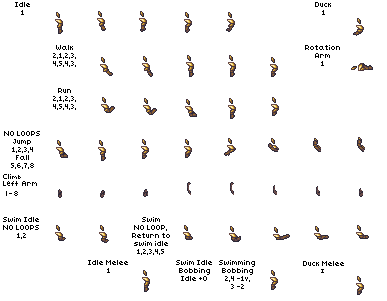 Idle
1
Duck
1
Walk
2,1,2,3,
4,5,4,3,
Rotation
Arm
1
Run
2,1,2,3,
4,5,4,3,
NO LOOPS
Jump
1,2,3,4
Fall
5,6,7,8
Climb
Left Arm
1-8
Swim Idle
NO LOOPS
1,2
Swim
NO LOOP,
Return to
swim idle
1,2,3,4,5
Idle Melee
1
Swim Idle
Bobbing
Idle +0
Swimming
Bobbing
2,4 -1v,
3 -2
Duck Melee
1